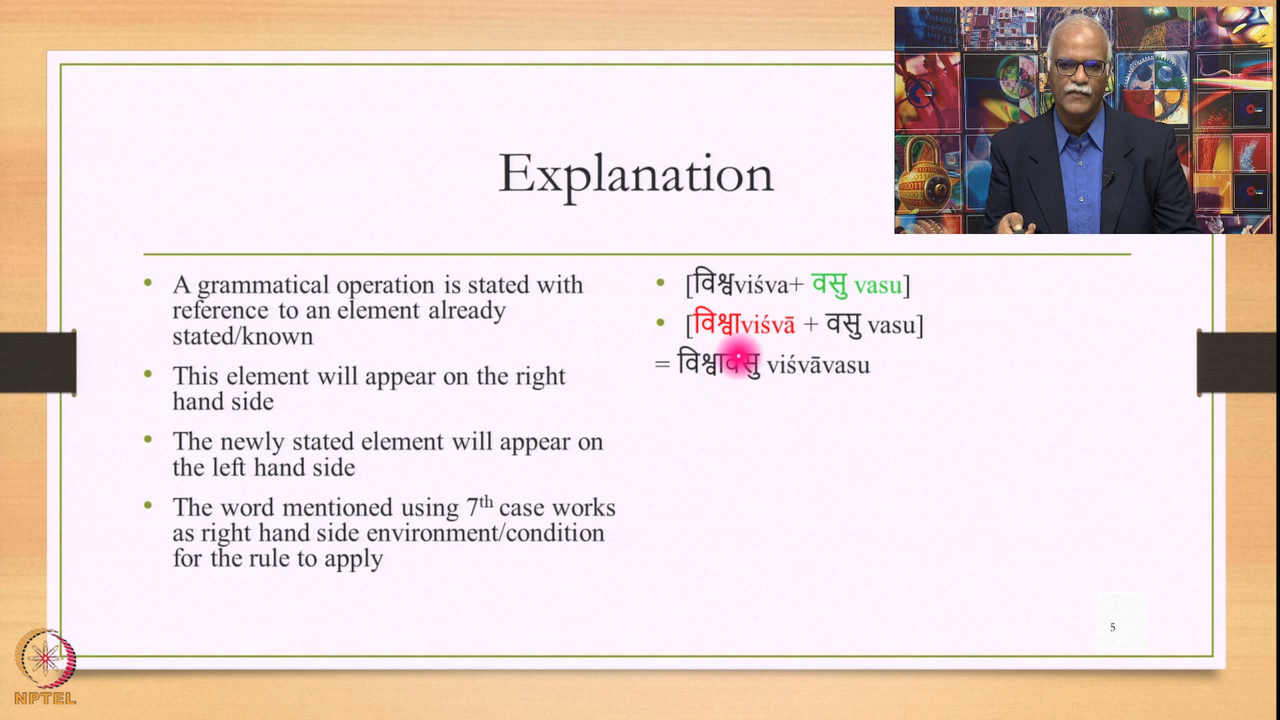 Explanation
• A grammatical operation is stated with
reference to an element already
stated/known
• This element will appear on the right
hand side
• The newly stated element will appear on
the left hand side
• The word mentioned using 7th case works
as right hand side environment/condition
for the rule to apply
• [विश्वviśva+ वसु vasu]
• [विश्वाviśvā + वसु vasu]
= विश्वावसु viśvāvasu
5
NPTEL